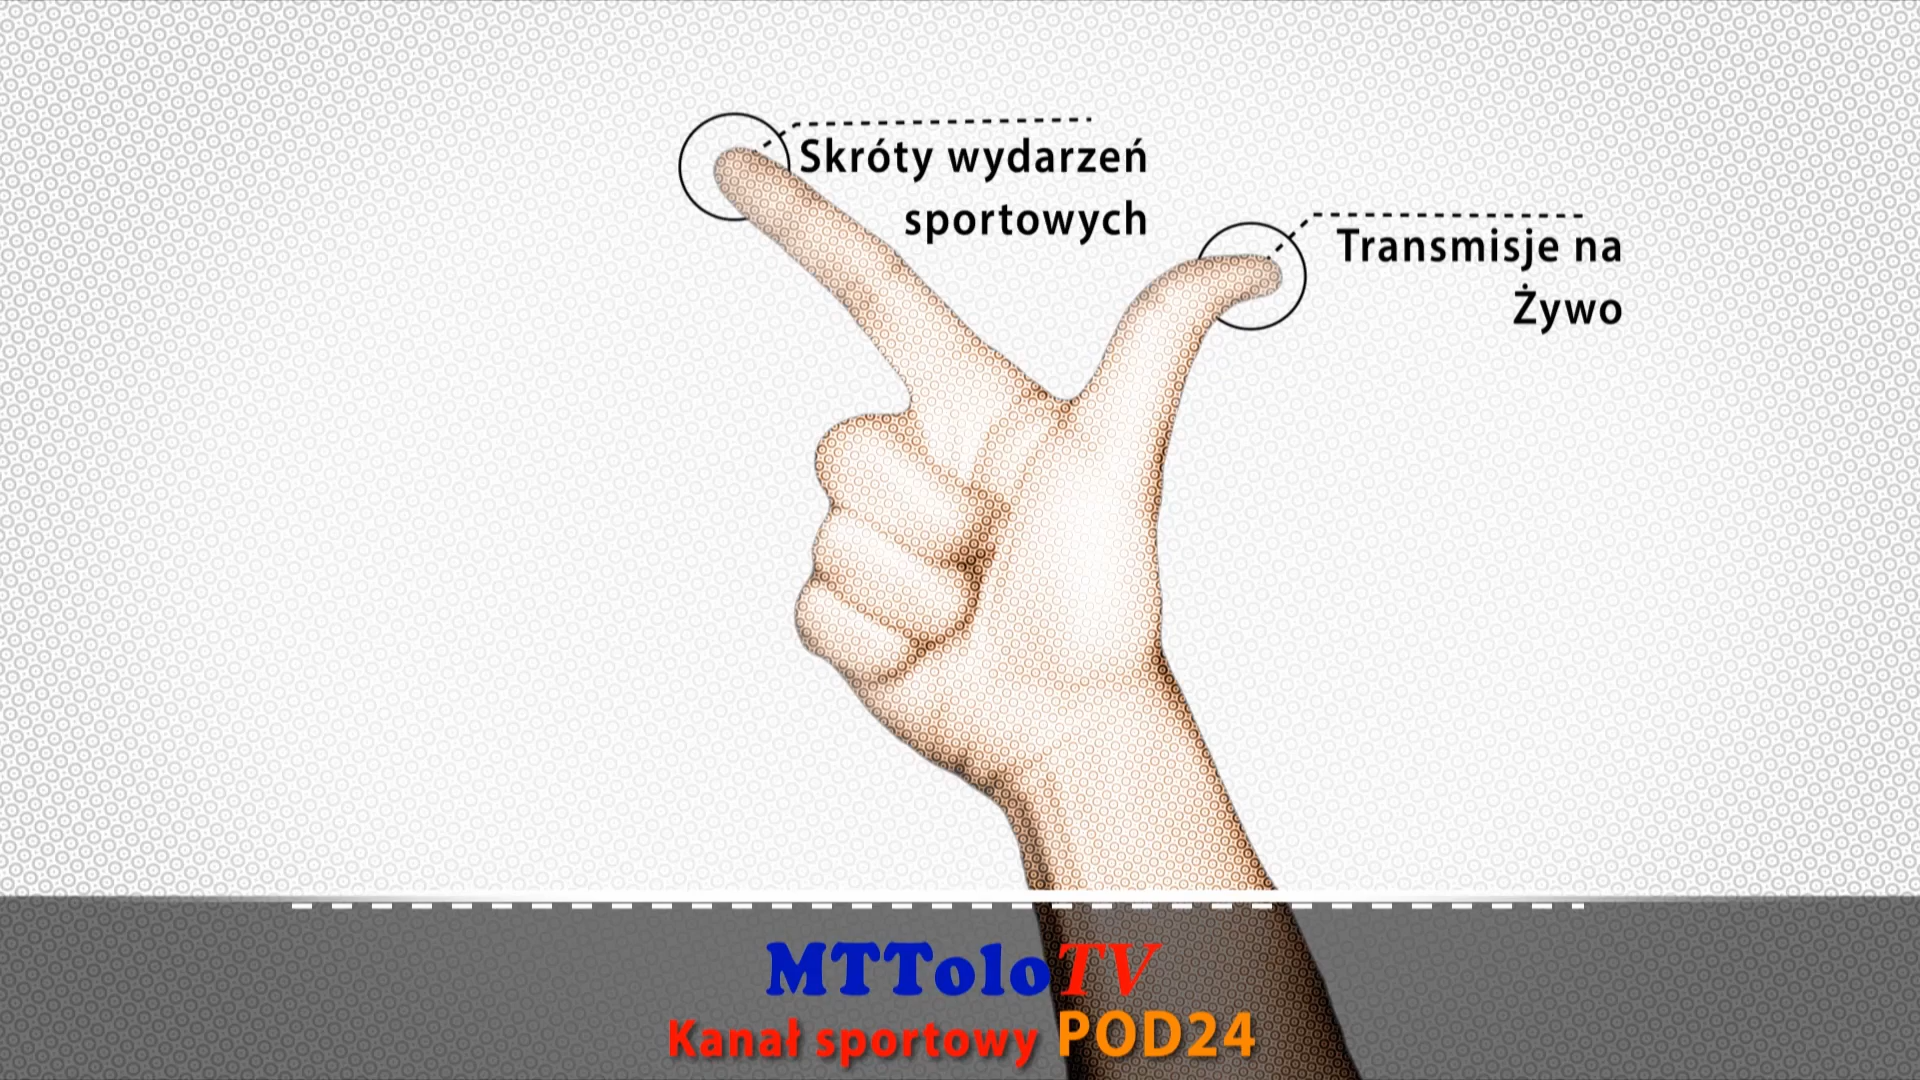 Skróty wydarzeń
sportowych
Transmisje na
Żywo
MTToloTV
Kanał sportowy POD24